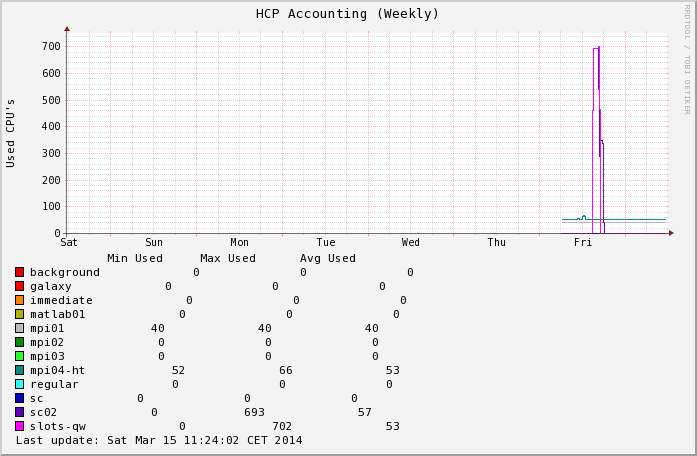 HCP Accounting (Weekly)
RRDTOOL / TOBI OETIKER
Used CPU's
700
600
500
400
300
200
100
0
Sat Sun Mon Tue Wed Thu Fri
Min Used Max Used Avg Used
background 0 0 0
galaxy 0 0 0
immediate 0 0 0
matlab01 0 0 0
mpi01 40 40 40
mpi02 0 0 0
mpi03 0 0 0
mpi04-ht 52 66 53
regular 0 0 0
sc 0 0 0
sc02 0 693 57
slots-qw 0 702 53
Last update: Sat Mar 15 11:24:02 CET 2014